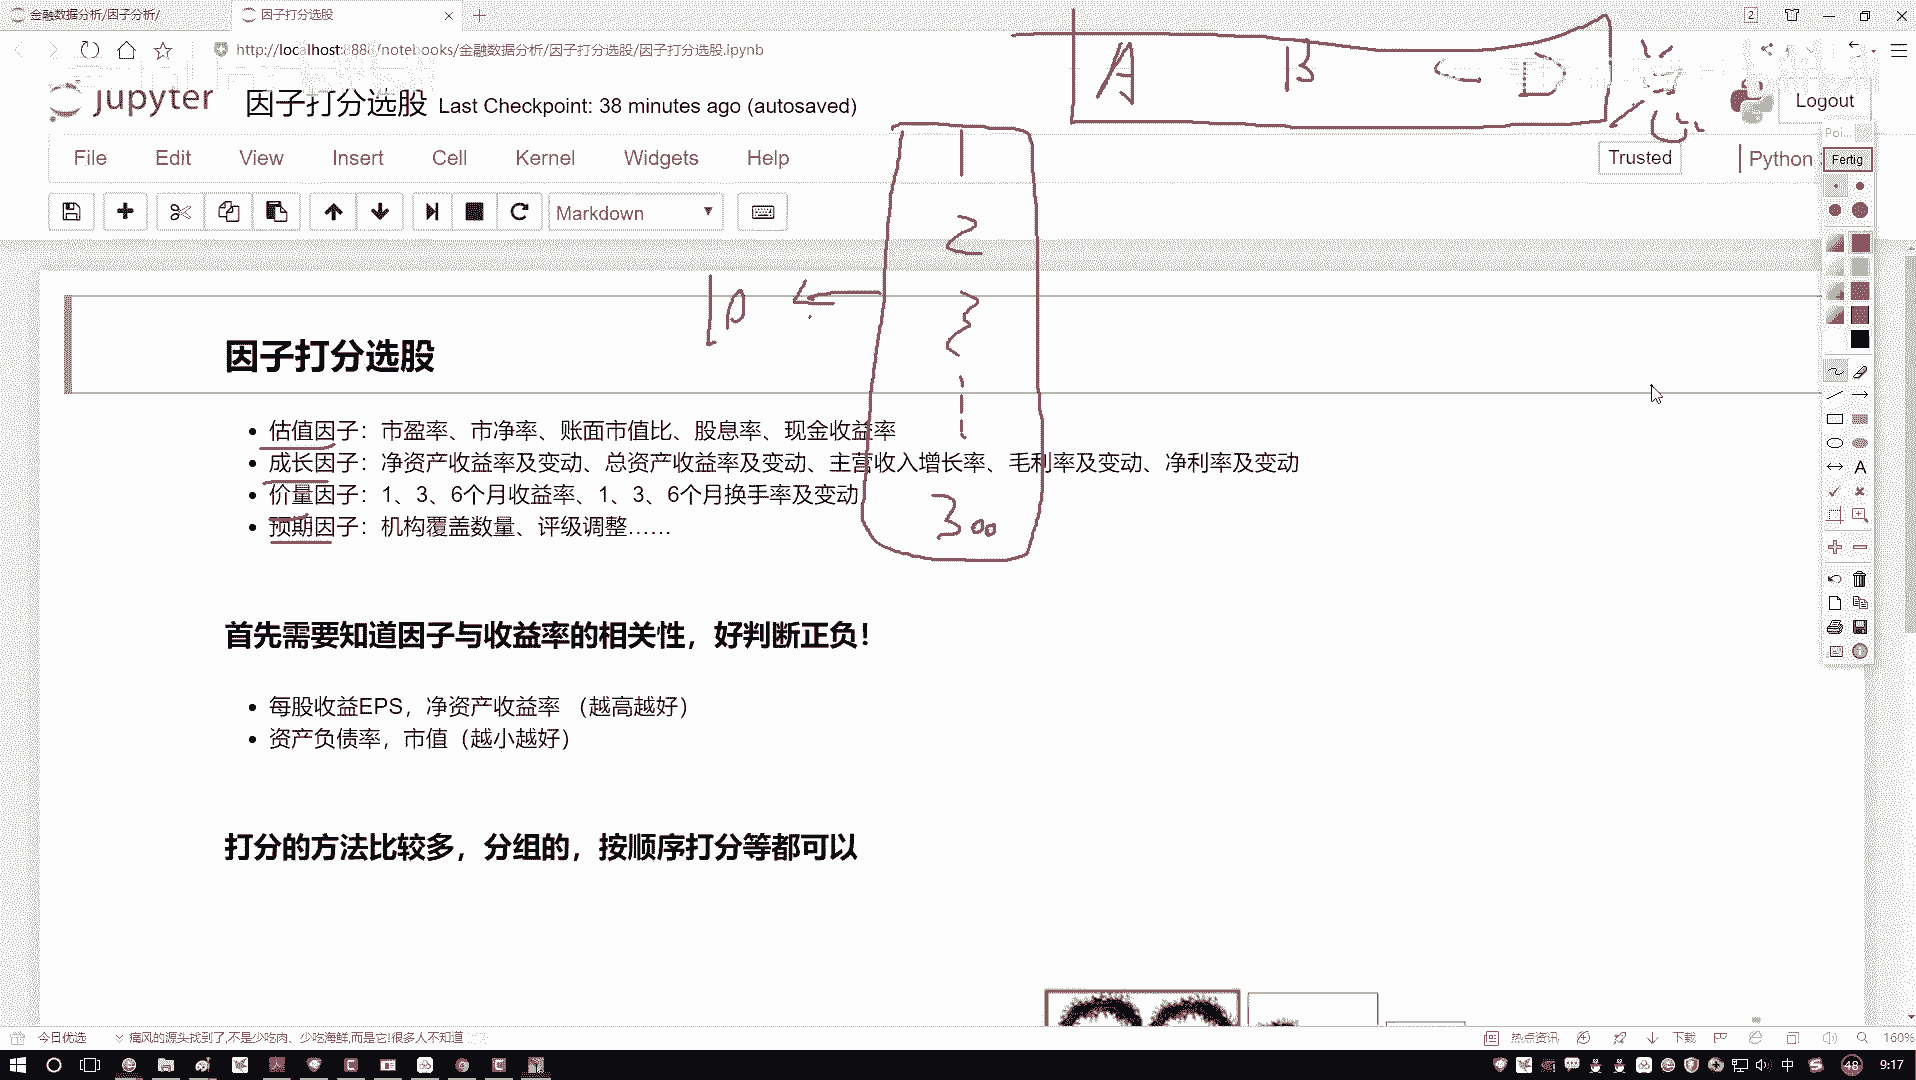 金融数据分析/因子分析/
因子打分选股
2
http://localhost:888/notebooks/金融数据分析/因子打分选股/因子打分选股.ipynb
A B C D
jupyter 因子打分选股 Last Checkpoint: 38 minutes ago (autosaved)
Logout
File Edit View Insert Cell Kernel Widgets Help
Trusted Python
Poi...
Fertig
Markdown
1
2
3
10
300
因子打分选股
估值因子：市盈率、市净率、账面市值比、股息率、现金收益率
成长因子：净资产收益率及变动、总资产收益率及变动、主营收入增长率、毛利率及变动、净利率及变动
价量因子：1、3、6个月收益率、1、3、6个月换手率及变动
预期因子：机构覆盖数量、评级调整……
首先需要知道因子与收益率的相关性，好判断正负！
每股收益EPS，净资产收益率 （越高越好）
资产负债率，市值（越小越好）
打分的方法比较多，分组的，按顺序打分等都可以
今日优选 痛风的源头找到了,不是少吃肉、少吃海鲜,而是它!很多人不知道
热点资讯 下载 160%
中 48 9:17